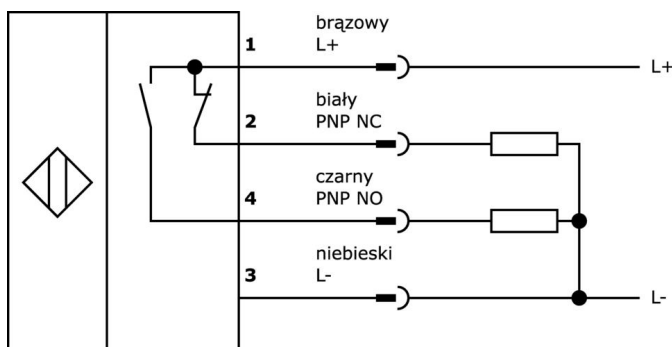 brązowy
1 L+
L+
biały
2 PNP NC
czarny
4 PNP NO
niebieski
3 L-
L-